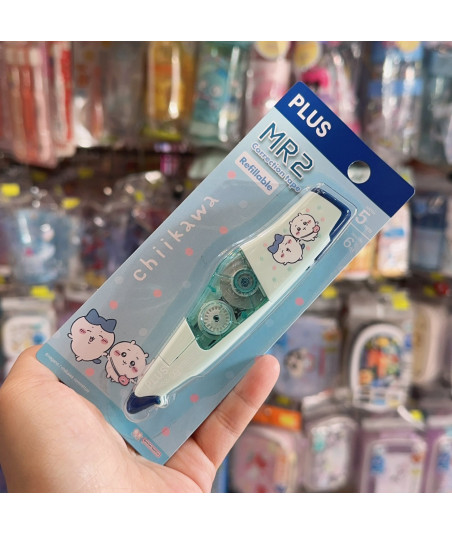 PLUS
MR2
Correction tape
Refillable
5
6
chiikawa